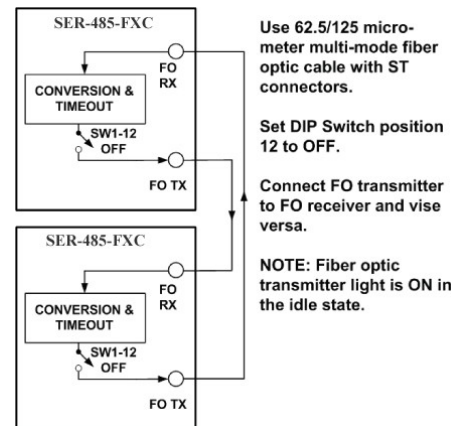 SER-485-FXC
FO
RX
CONVERSION &
TIMEOUT
SW1-12
OFF
FO TX
SER-485-FXC
FO
RX
CONVERSION &
TIMEOUT
SW1-12
OFF
FO TX
Use 62.5/125 micro-
meter multi-mode fiber
optic cable with ST
connectors.
Set DIP Switch position
12 to OFF.
Connect FO transmitter
to FO receiver and vise
versa.
NOTE: Fiber optic
transmitter light is ON in
the idle state.